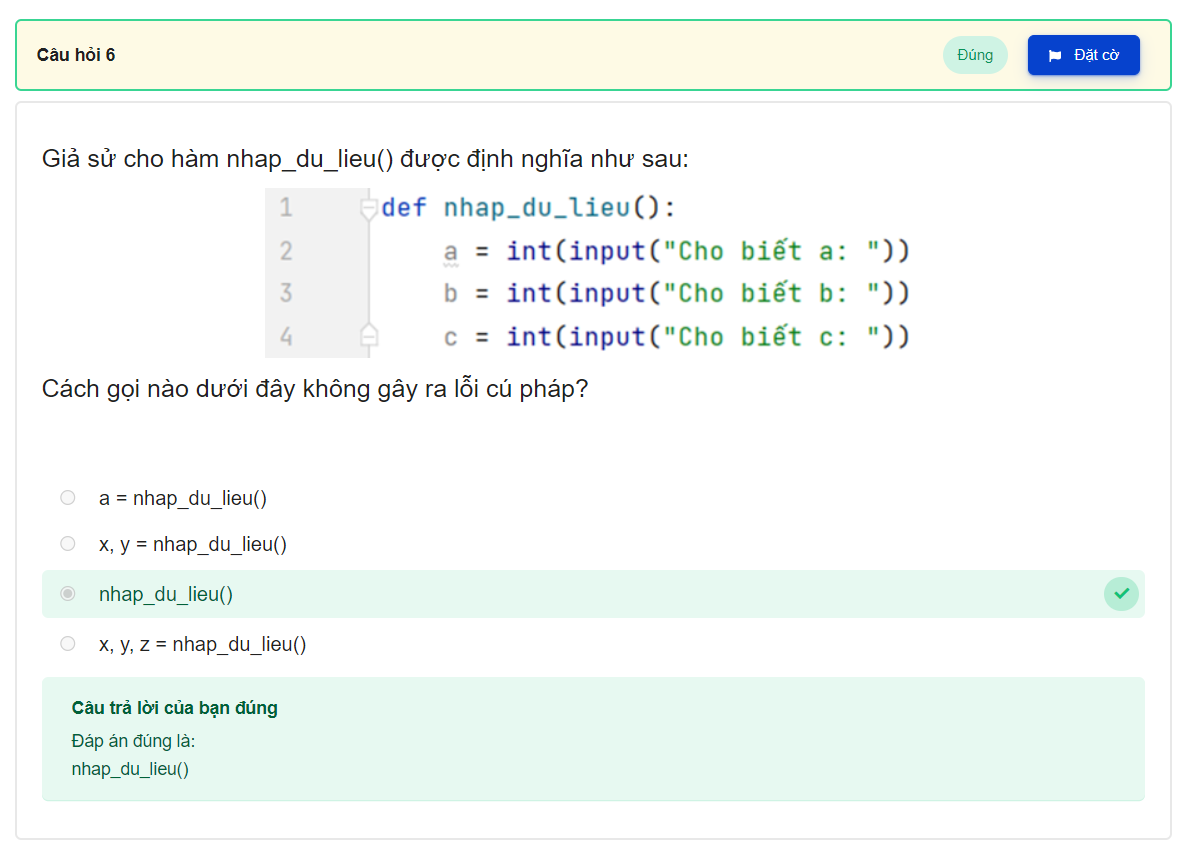 Câu hỏi 6
Đúng
Đặt cờ
Giả sử cho hàm nhap_du_lieu() được định nghĩa như sau:
1 def nhap_du_lieu():
2 a = int(input("Cho biết a: "))
3 b = int(input("Cho biết b: "))
4 c = int(input("Cho biết c: "))
Cách gọi nào dưới đây không gây ra lỗi cú pháp?
a = nhap_du_lieu()
x, y = nhap_du_lieu()
nhap_du_lieu()
x, y, z = nhap_du_lieu()
Câu trả lời của bạn đúng
Đáp án đúng là:
nhap_du_lieu()